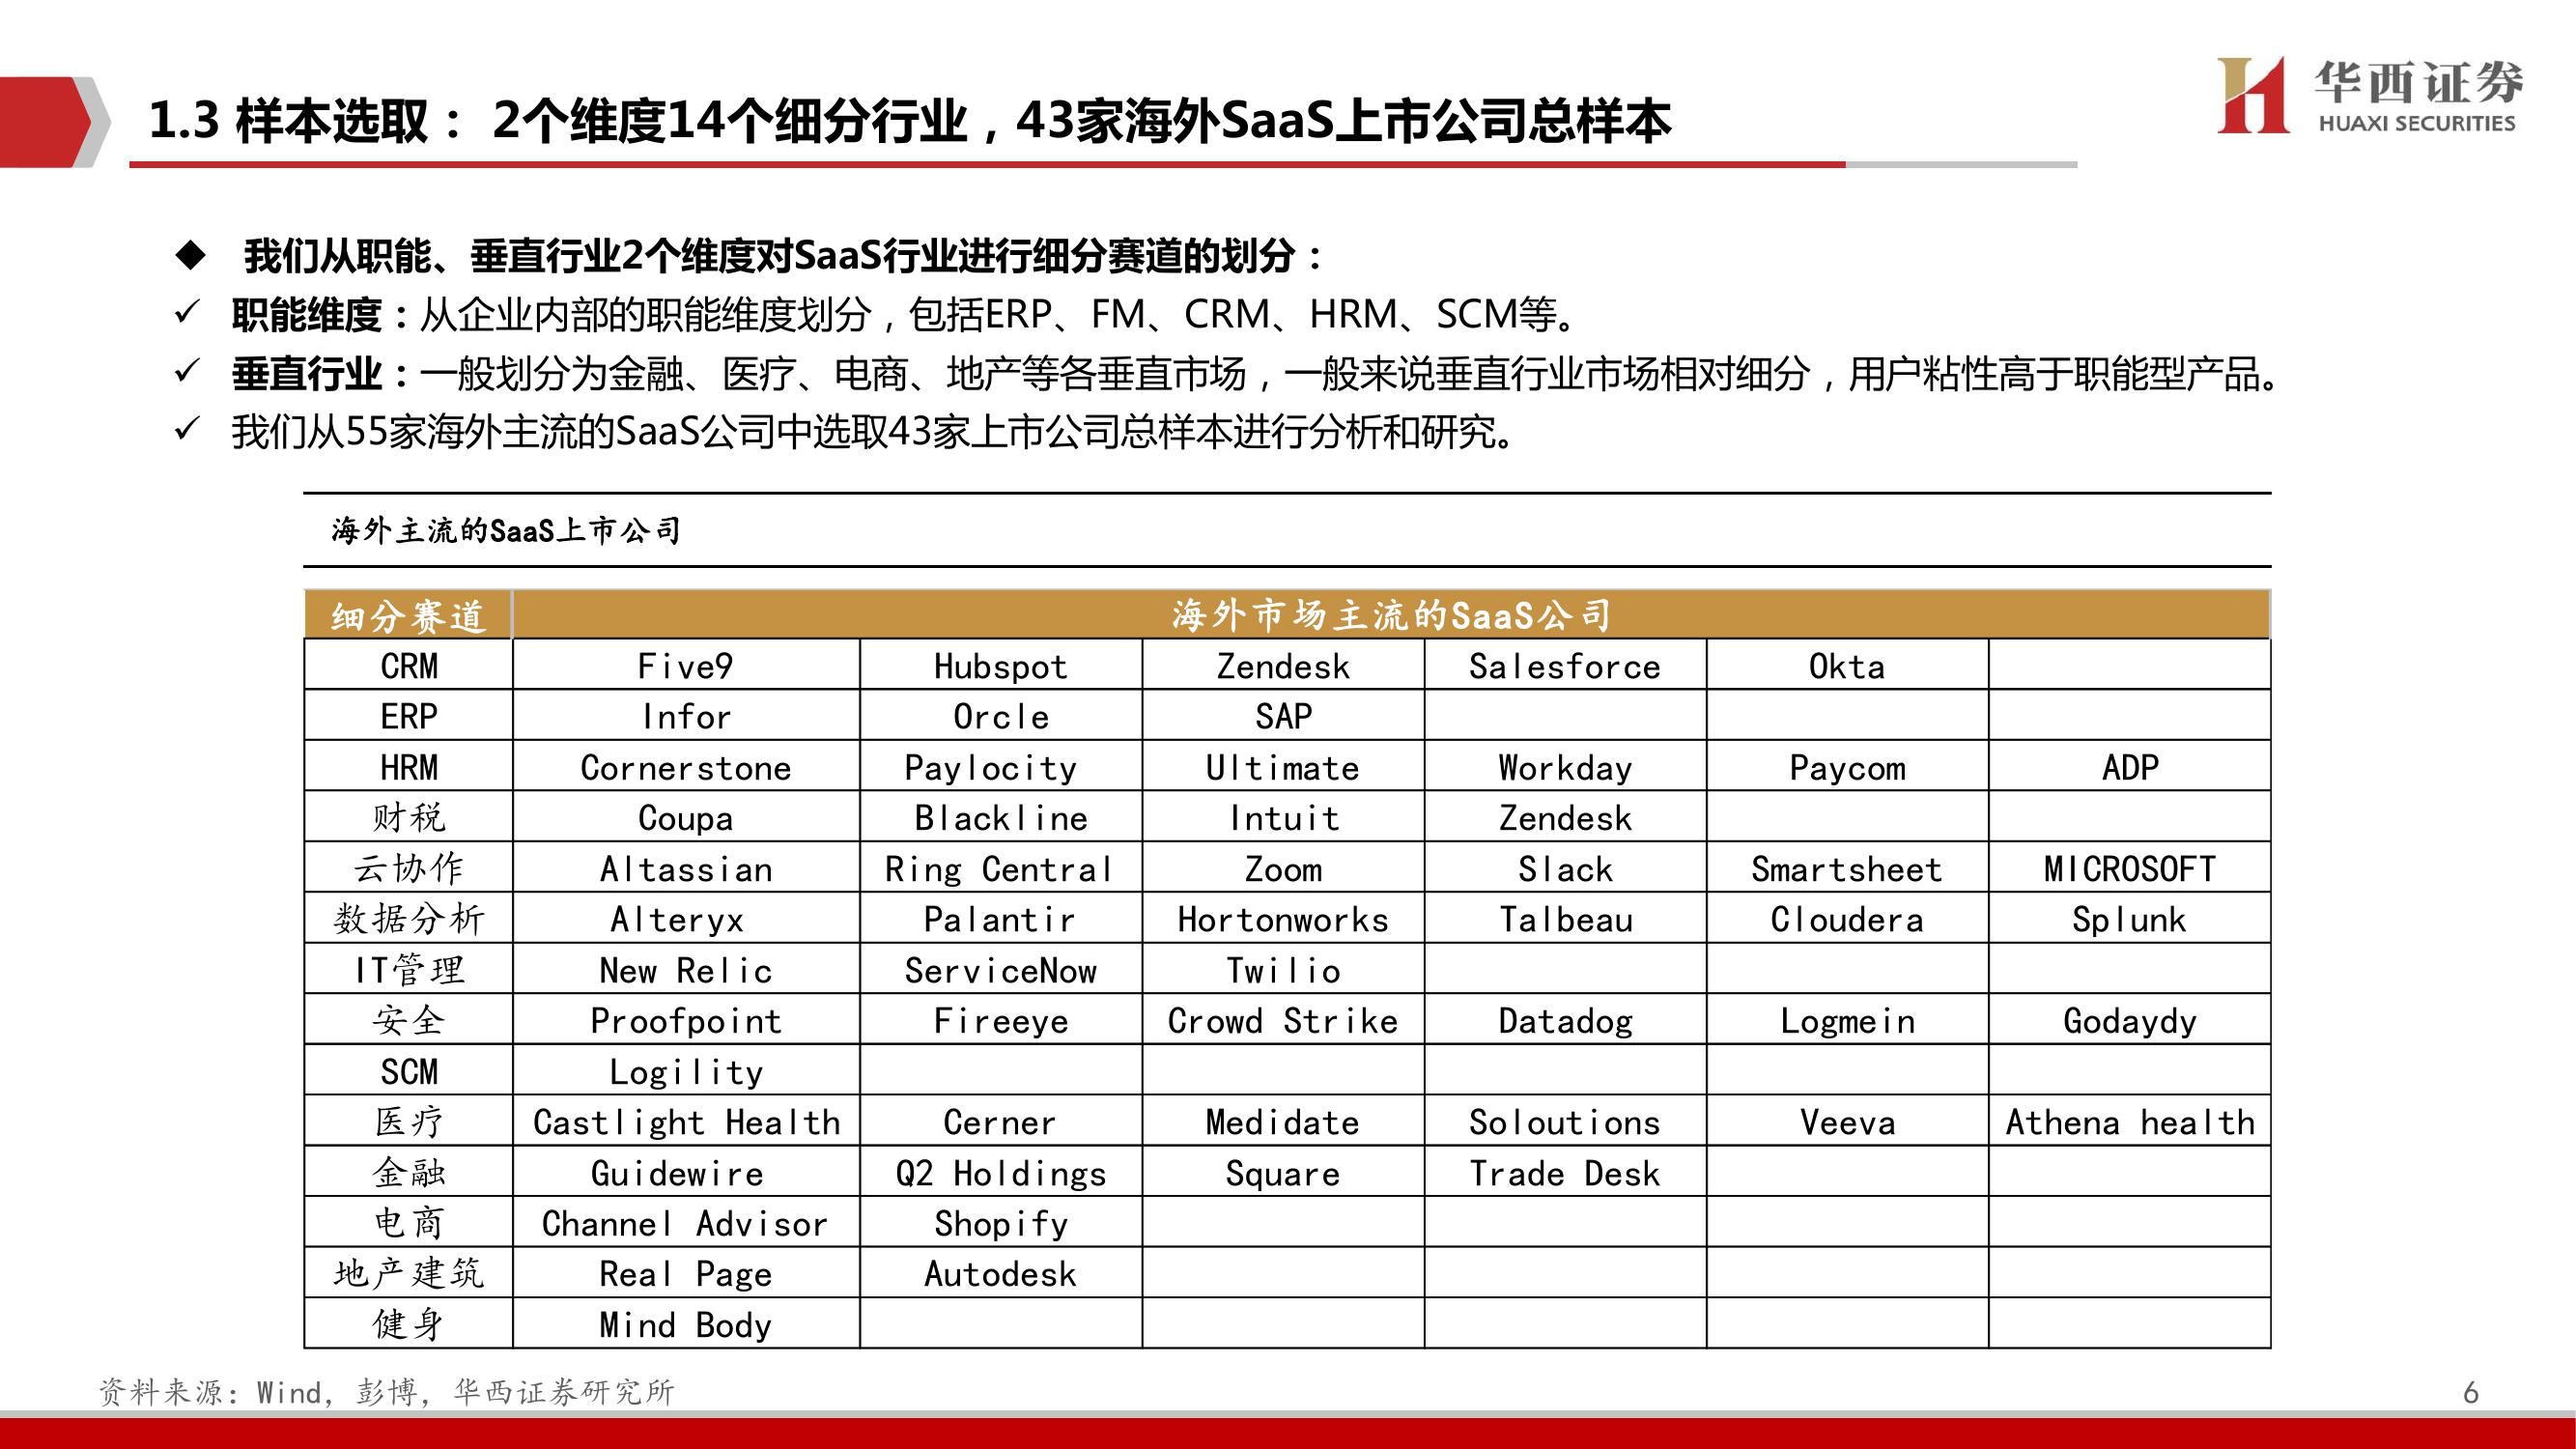 华西证券
HUAXI SECURITIES
1.3 样本选取： 2个维度14个细分行业，43家海外SaaS上市公司总样本
◆ 我们从职能、垂直行业2个维度对SaaS行业进行细分赛道的划分：
✓ 职能维度：从企业内部的职能维度划分，包括ERP、FM、CRM、HRM、SCM等。
✓ 垂直行业：一般划分为金融、医疗、电商、地产等各垂直市场，一般来说垂直行业市场相对细分，用户粘性高于职能型产品。
✓ 我们从55家海外主流的SaaS公司中选取43家上市公司总样本进行分析和研究。
海外主流的SaaS上市公司
细分赛道 海外市场主流的SaaS公司
CRM Five9 Hubspot Zendesk Salesforce Okta
ERP Infor Orcle SAP
HRM Cornerstone Paylocity Ultimate Workday Paycom ADP
财税 Coupa Blackline Intuit Zendesk
云协作 Altassian Ring Central Zoom Slack Smartsheet MICROSOFT
数据分析 Alteryx Palantir Hortonworks Talbeau Cloudera Splunk
IT管理 New Relic ServiceNow Twilio
安全 Proofpoint Fireeye Crowd Strike Datadog Logmein Godaydy
SCM Logility
医疗 Castlight Health Cerner Medidate Soloutions Veeva Athena health
金融 Guidewire Q2 Holdings Square Trade Desk
电商 Channel Advisor Shopify
地产建筑 Real Page Autodesk
健身 Mind Body
资料来源：Wind，彭博，华西证券研究所
6